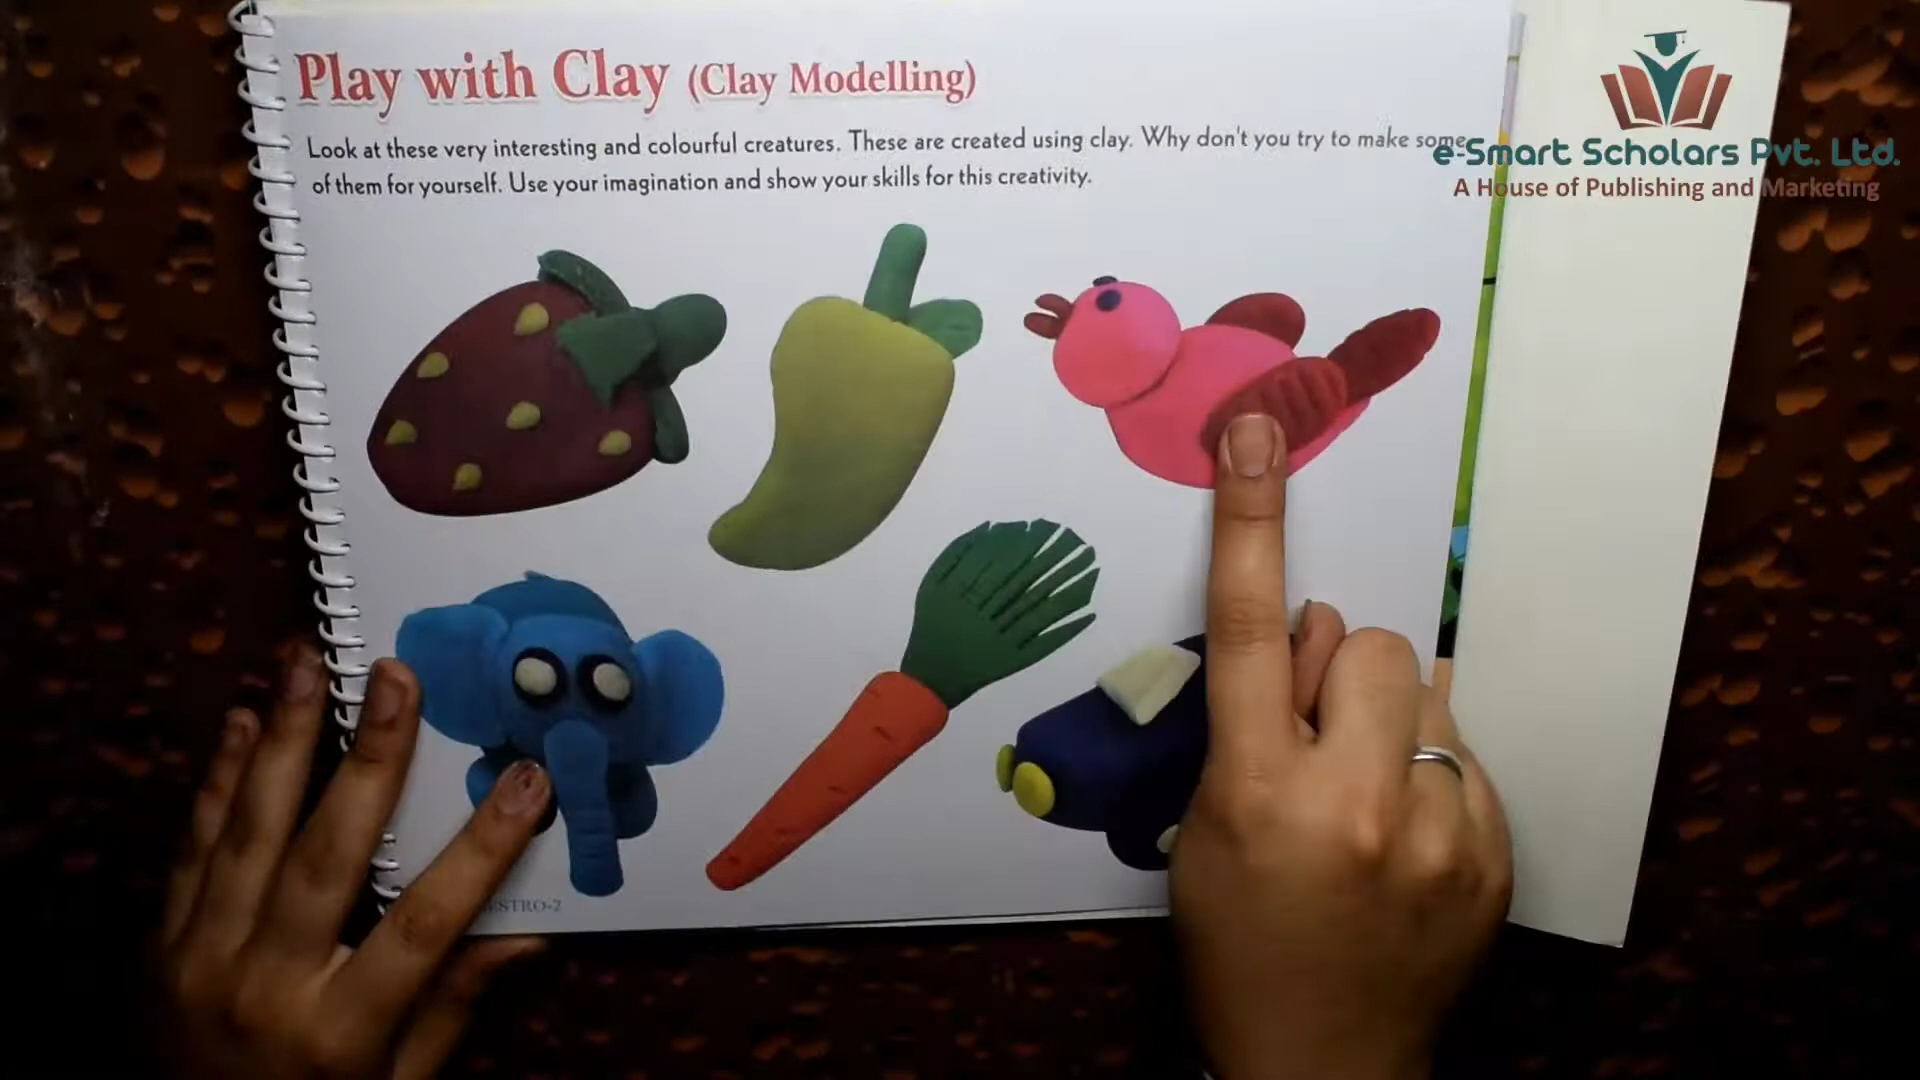 Play with Clay (Clay Modelling)
Look at these very interesting and colourful creatures. These are created using clay. Why don't you try to make some
of them for yourself. Use your imagination and show your skills for this creativity.
e-Smart Scholars Pvt. Ltd.
A House of Publishing and Marketing